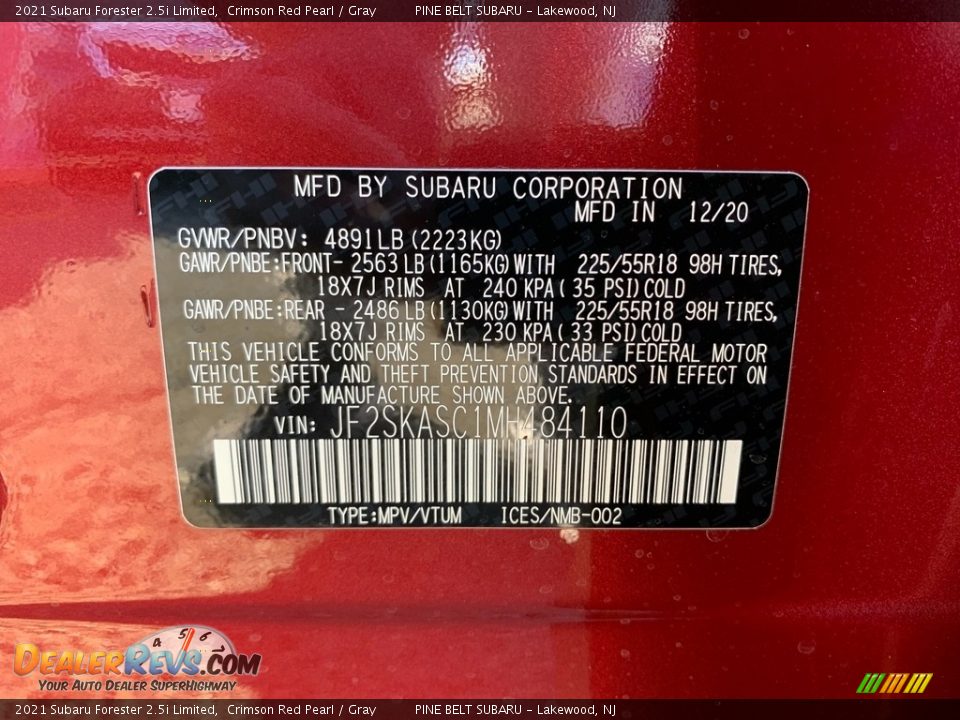 2021 Subaru Forester 2.5i Limited, Crimson Red Pearl / Gray PINE BELT SUBARU - Lakewood, NJ
MFD BY SUBARU CORPORATION
MFD IN 12/20
GVWR/PNBV: 4891LB (2223KG)
GAWR/PNBE:FRONT- 2563 LB (1165KG) WITH 225/55R18 98H TIRES,
18X7J RIMS AT 240 KPA ( 35 PSI) COLD
GAWR/PNBE:REAR - 2486 LB (1130KG) WITH 225/55R18 98H TIRES,
18X7J RIMS AT 230 KPA ( 33 PSI) COLD
THIS VEHICLE CONFORMS TO ALL APPLICABLE FEDERAL MOTOR
VEHICLE SAFETY AND THEFT PREVENTION STANDARDS IN EFFECT ON
THE DATE OF MANUFACTURE SHOWN ABOVE.
VIN: JF2SKASC1MH484110
TYPE:MPV/VTUM ICES/NMB-002
4 5 6
DEALERREVS.COM
YOUR AUTO DEALER SUPERHIGHWAY
2021 Subaru Forester 2.5i Limited, Crimson Red Pearl / Gray PINE BELT SUBARU - Lakewood, NJ